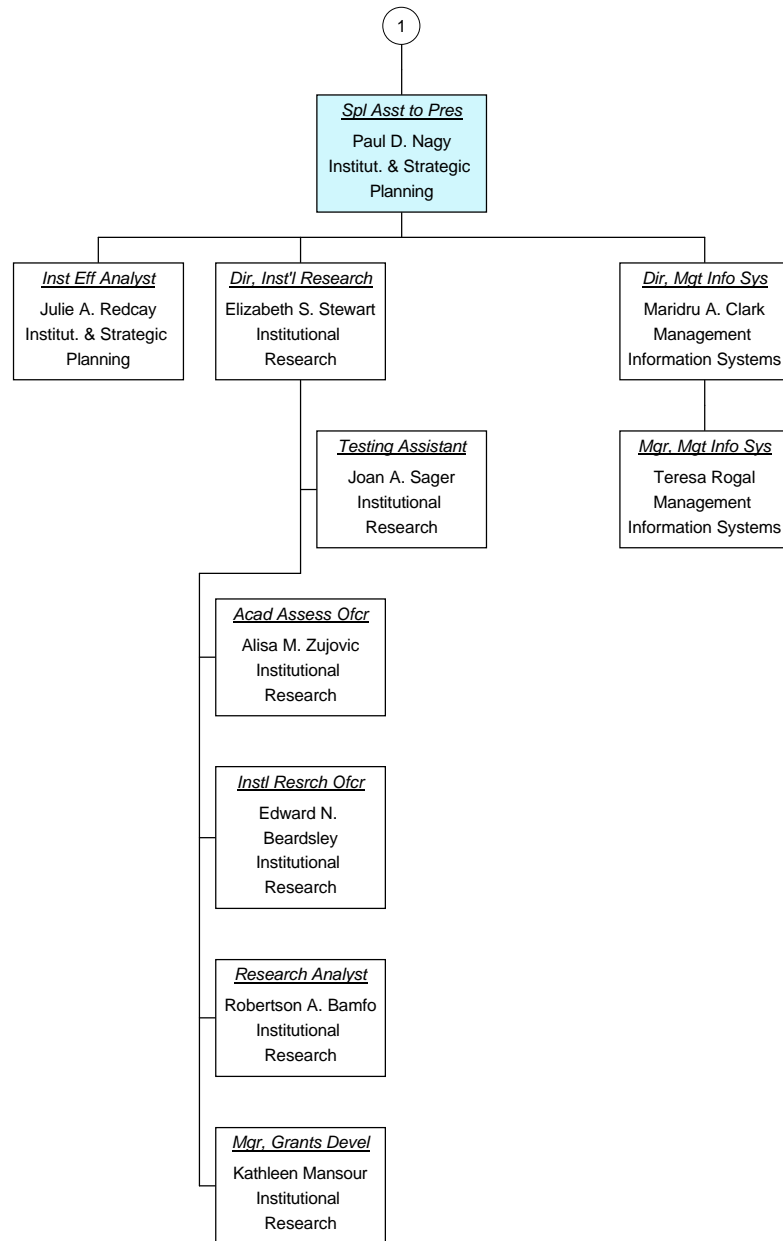 1
Spl Asst to Pres
Paul D. Nagy
Institut. & Strategic
Planning
Inst Eff Analyst
Julie A. Redcay
Institut. & Strategic
Planning
Dir, Inst'l Research
Elizabeth S. Stewart
Institutional
Research
Dir, Mgt Info Sys
Maridru A. Clark
Management
Information Systems
Testing Assistant
Joan A. Sager
Institutional
Research
Mgr, Mgt Info Sys
Teresa Rogal
Management
Information Systems
Acad Assess Ofcr
Alisa M. Zujovic
Institutional
Research
Instl Resrch Ofcr
Edward N.
Beardsley
Institutional
Research
Research Analyst
Robertson A. Bamfo
Institutional
Research
Mgr, Grants Devel
Kathleen Mansour
Institutional
Research